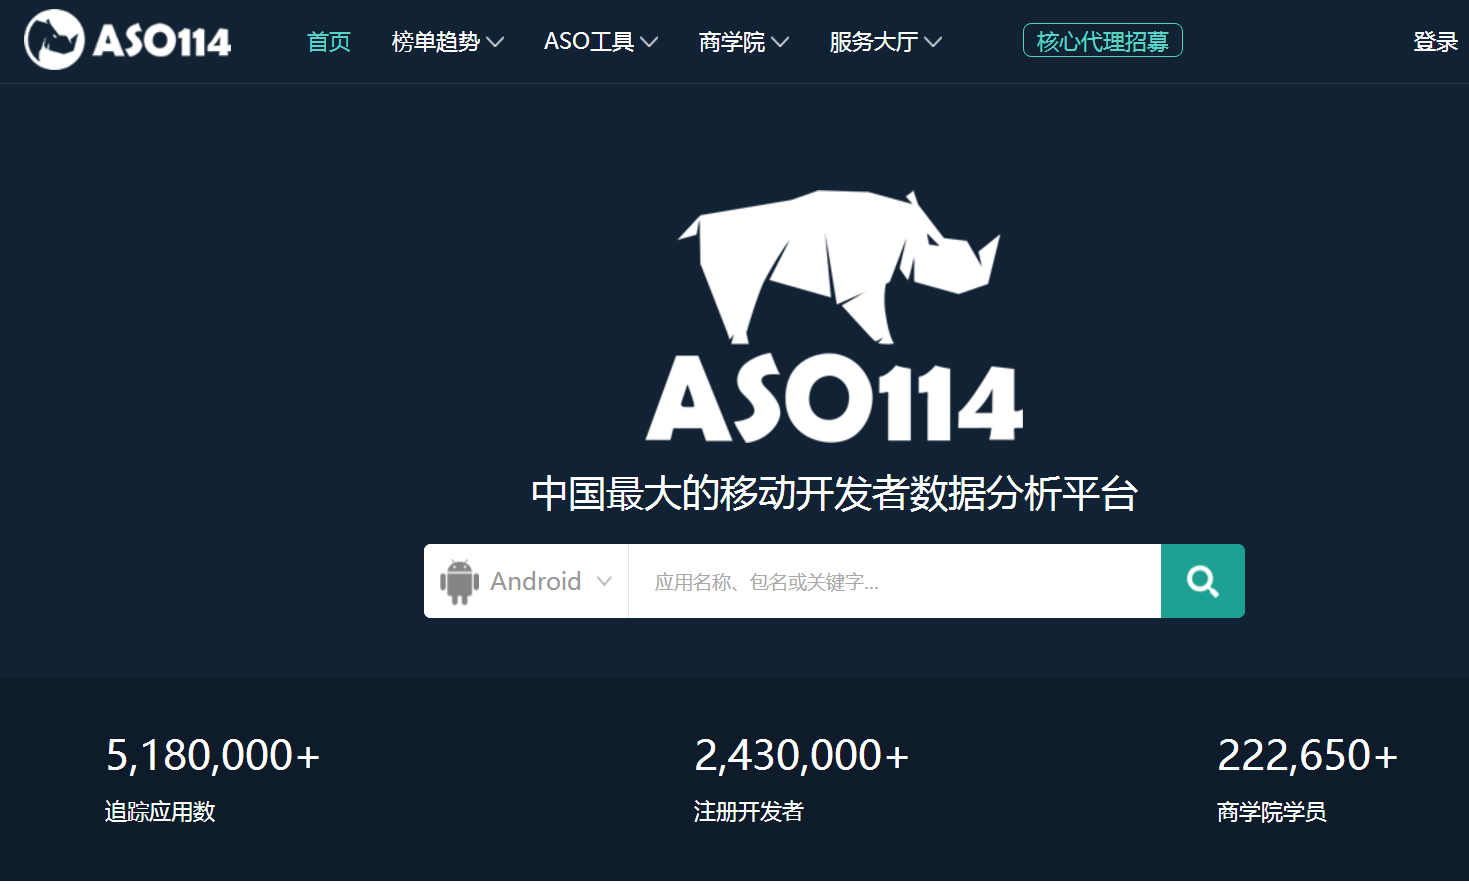 ASO114 首页 榜单趋势 ASO工具 商学院 服务大厅 核心代理招募 登录
ASO114
中国最大的移动开发者数据分析平台
Android 应用名称、包名或关键字...
5,180,000+ 2,430,000+ 222,650+
追踪应用数 注册开发者 商学院学员